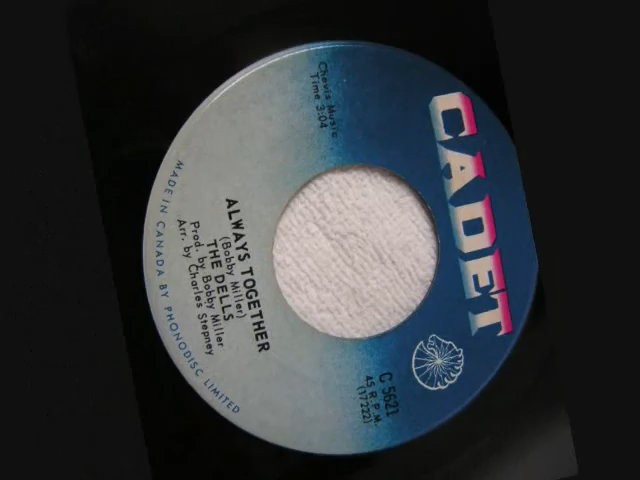 CADET
Chevis Music
Time 3:04
C 5621
45 R.P.M.
(17222)
ALWAYS TOGETHER
(Bobby Miller)
THE DELLS
Prod. by Bobby Miller
Arr. by Charles Stepney
MADE IN CANADA BY PHONODISC LIMITED